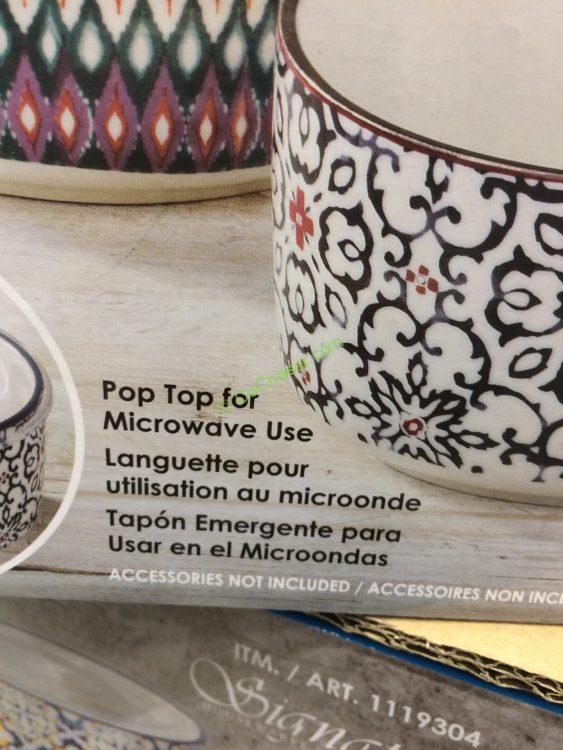 Pop Top for
Microwave Use
Languette pour
utilisation au microonde
Tapón Emergente para
Usar en el Microondas
ACCESSORIES NOT INCLUDED / ACCESSOIRES NON INCL
ITM. / ART. 1119304